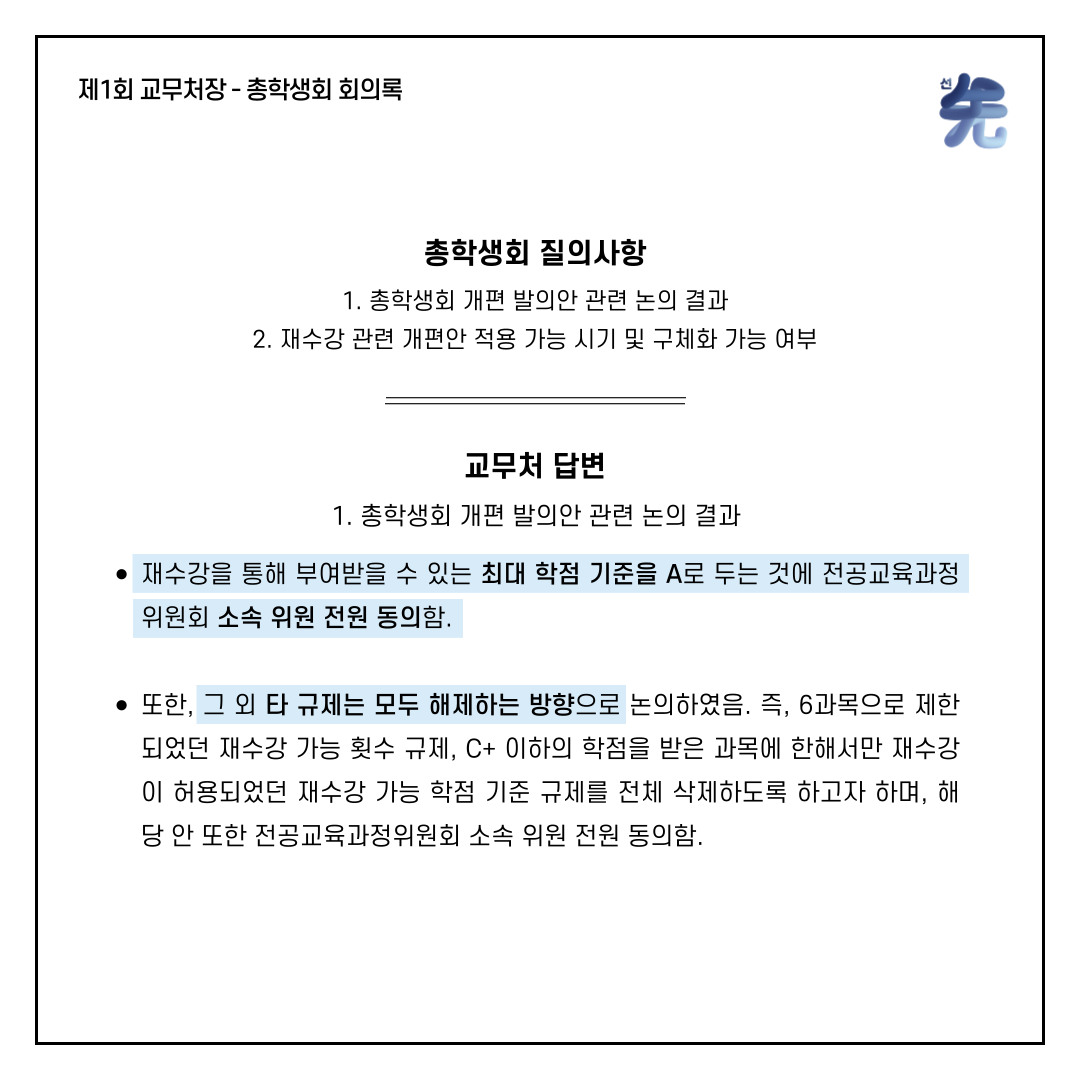 제1회 교무처장 - 총학생회 회의록
선
先
총학생회 질의사항
1. 총학생회 개편 발의안 관련 논의 결과
2. 재수강 관련 개편안 적용 가능 시기 및 구체화 가능 여부
교무처 답변
1. 총학생회 개편 발의안 관련 논의 결과
● 재수강을 통해 부여받을 수 있는 최대 학점 기준을 A로 두는 것에 전공교육과정
위원회 소속 위원 전원 동의함.
● 또한, 그 외 타 규제는 모두 해제하는 방향으로 논의하였음. 즉, 6과목으로 제한
되었던 재수강 가능 횟수 규제, C+ 이하의 학점을 받은 과목에 한해서만 재수강
이 허용되었던 재수강 가능 학점 기준 규제를 전체 삭제하도록 하고자 하며, 해
당 안 또한 전공교육과정위원회 소속 위원 전원 동의함.